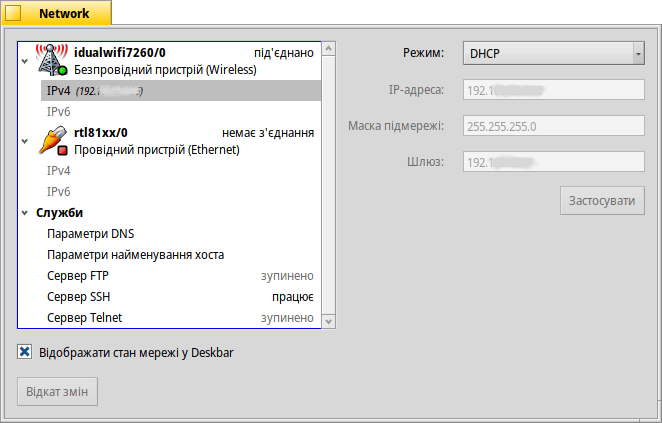 Network
idualwifi7260/0 під'єднано
Безпровідний пристрій (Wireless)
IPv4 (192.1
IPv6
rtl81xx/0 немає з'єднання
Провідний пристрій (Ethernet)
IPv4
IPv6
Служби
Параметри DNS
Параметри найменування хоста
Сервер FTP зупинено
Сервер SSH працює
Сервер Telnet зупинено
Відображати стан мережі у Deskbar
Відкат змін
Режим: DHCP
IP-адреса: 192.1
Маска підмережі: 255.255.255.0
Шлюз: 192.
Застосувати